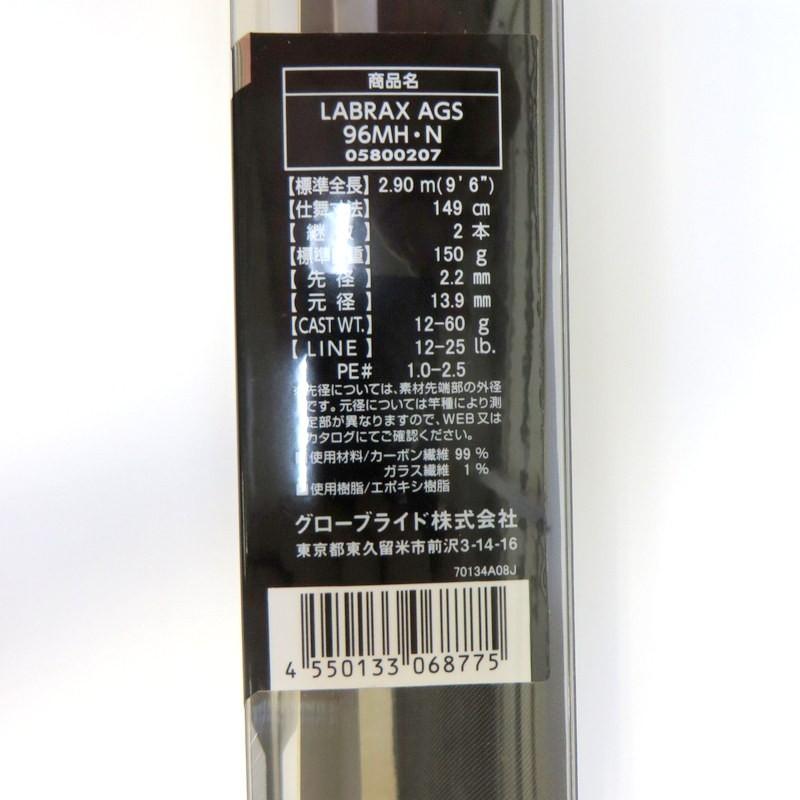 商品名
LABRAX AGS
96MH・N
05800207
【標準全長】 2.90 m(9'6")
【仕舞寸法】 149 cm
【 継 数 】 2 本
【標準 重】 150 g
【 先 径 】 2.2 mm
【 元 径 】 13.9 mm
【CAST WT.】 12-60 g
【 LINE 】 12-25 lb.
PE# 1.0-2.5
※先径については、素材先端部の外径
です。元径については竿種により測
定部が異なりますので、WEB又は
カタログにてご確認ください。
使用材料/カーボン繊維 99 %
ガラス繊維 1 %
使用樹脂/エポキシ樹脂
グローブライド株式会社
東京都東久留米市前沢3-14-16
70134A08J
4 550133 068775